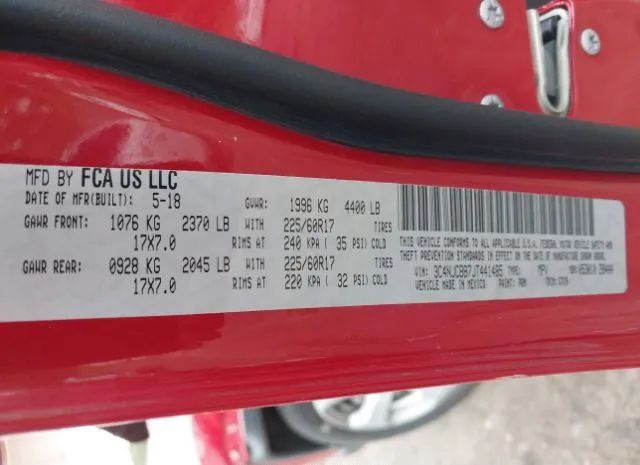 MFD BY FCA US LLC
DATE OF MFR(BUILT): 5-18 GVWR: 1996 KG 4400 LB
GAWR FRONT: 1076 KG 2370 LB WITH 225/60R17 TIRES
17X7.0 RIMS AT 240 KPA ( 35 PSI) COLD
GAWR REAR: 0928 KG 2045 LB WITH 225/60R17 TIRES
17X7.0 RIMS AT 220 KPA ( 32 PSI) COLD
THIS VEHICLE CONFORMS TO ALL APPLICABLE U.S.A. FEDERAL MOTOR VEHICLE SAFETY AND
THEFT PREVENTION STANDARDS IN EFFECT ON THE DATE OF MANUFACTURE SHOWN ABOVE.
VIN: 3C4NJCBB7JT441485 TYPE: MPV MDH:
VEHICLE MADE IN MEXICO PAINT: TRIM: